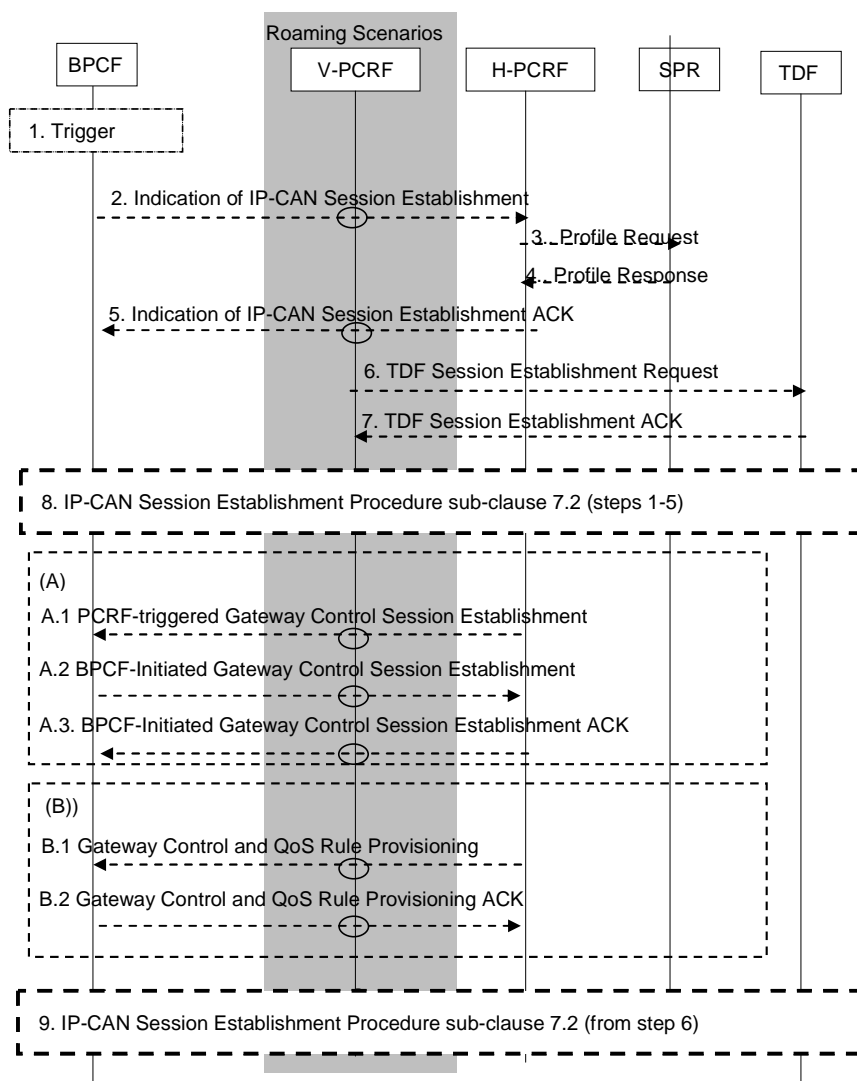 Roaming Scenarios
BPCF
V-PCRF
H-PCRF
SPR
TDF
1. Trigger
2. Indication of IP-CAN Session Establishment
3.. Profile Request
4.. Profile Response
5. Indication of IP-CAN Session Establishment ACK
6. TDF Session Establishment Request
7. TDF Session Establishment ACK
8. IP-CAN Session Establishment Procedure sub-clause 7.2 (steps 1-5)
(A)
A.1 PCRF-triggered Gateway Control Session Establishment
A.2 BPCF-Initiated Gateway Control Session Establishment
A.3. BPCF-Initiated Gateway Control Session Establishment ACK
(B))
B.1 Gateway Control and QoS Rule Provisioning
B.2 Gateway Control and QoS Rule Provisioning ACK
9. IP-CAN Session Establishment Procedure sub-clause 7.2 (from step 6)